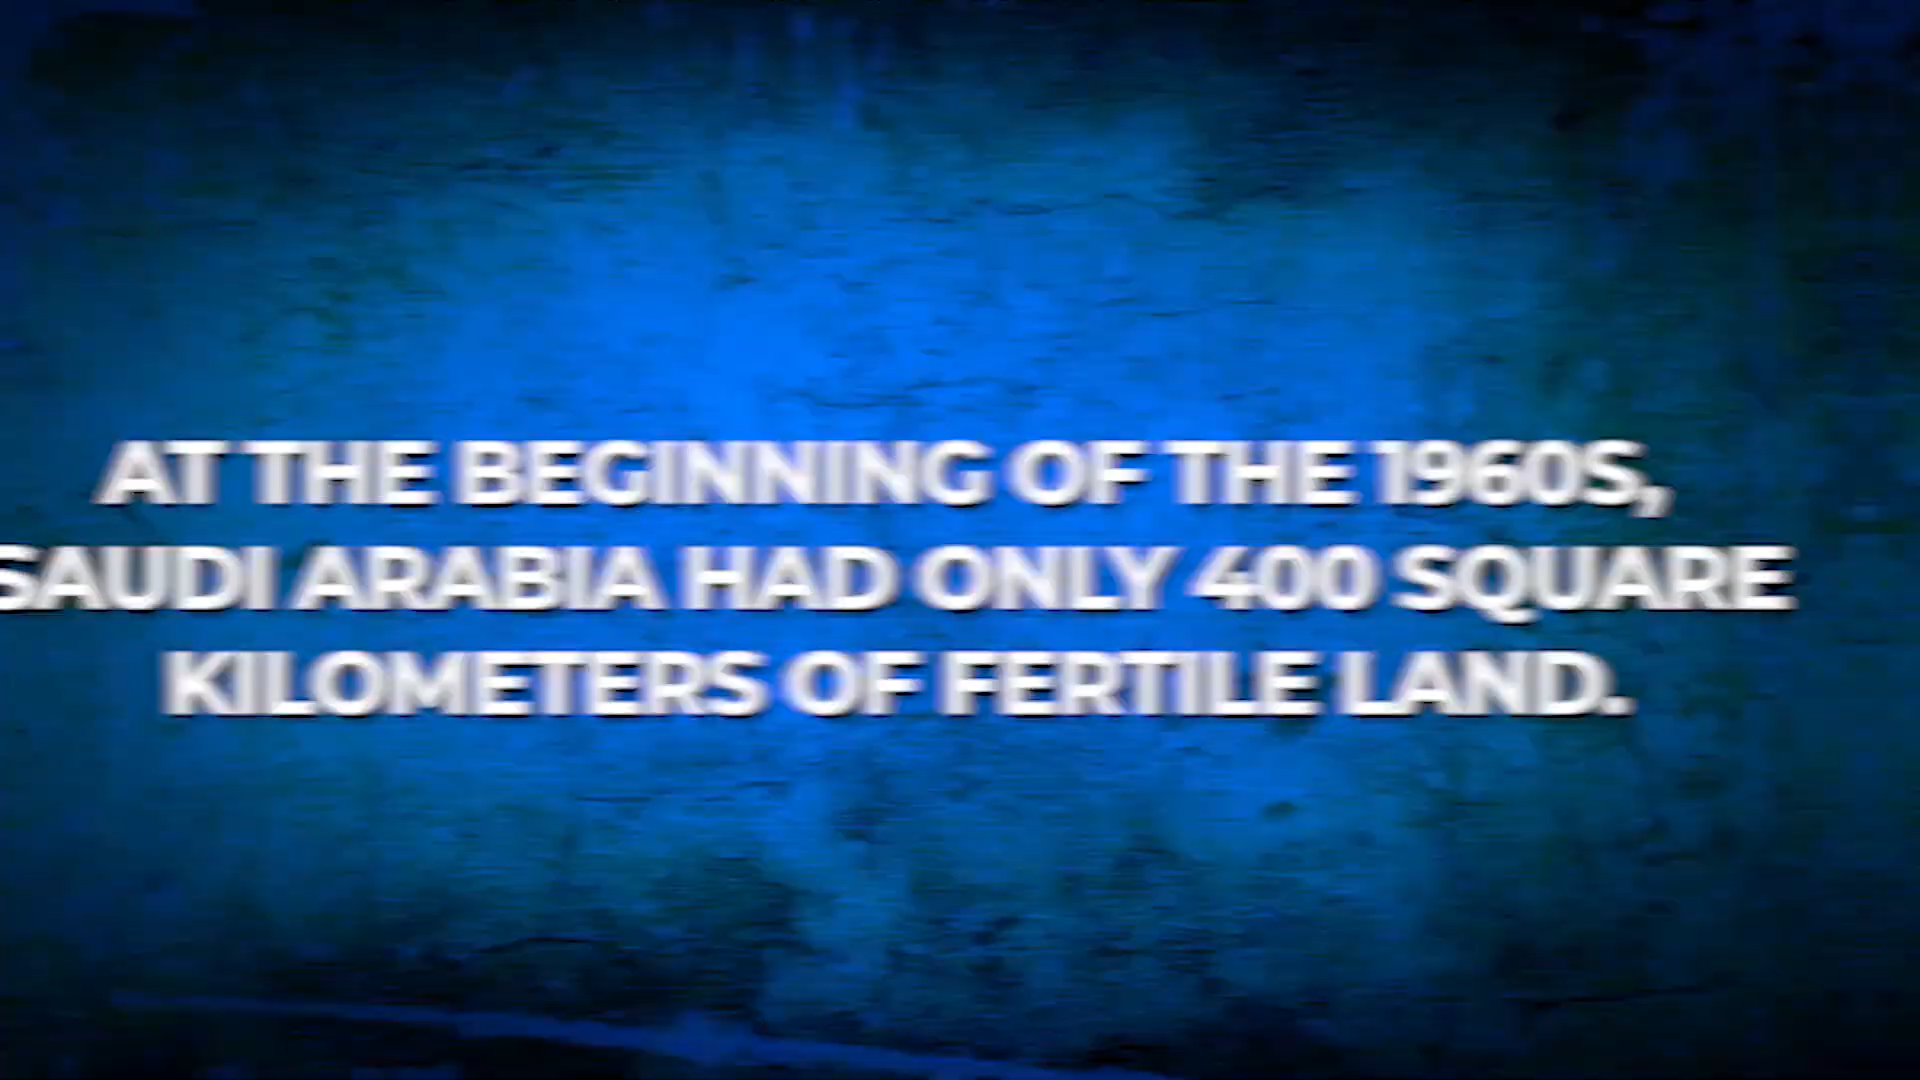 AT THE BEGINNING OF THE 1960S,
SAUDI ARABIA HAD ONLY 400 SQUARE
KILOMETERS OF FERTILE LAND.